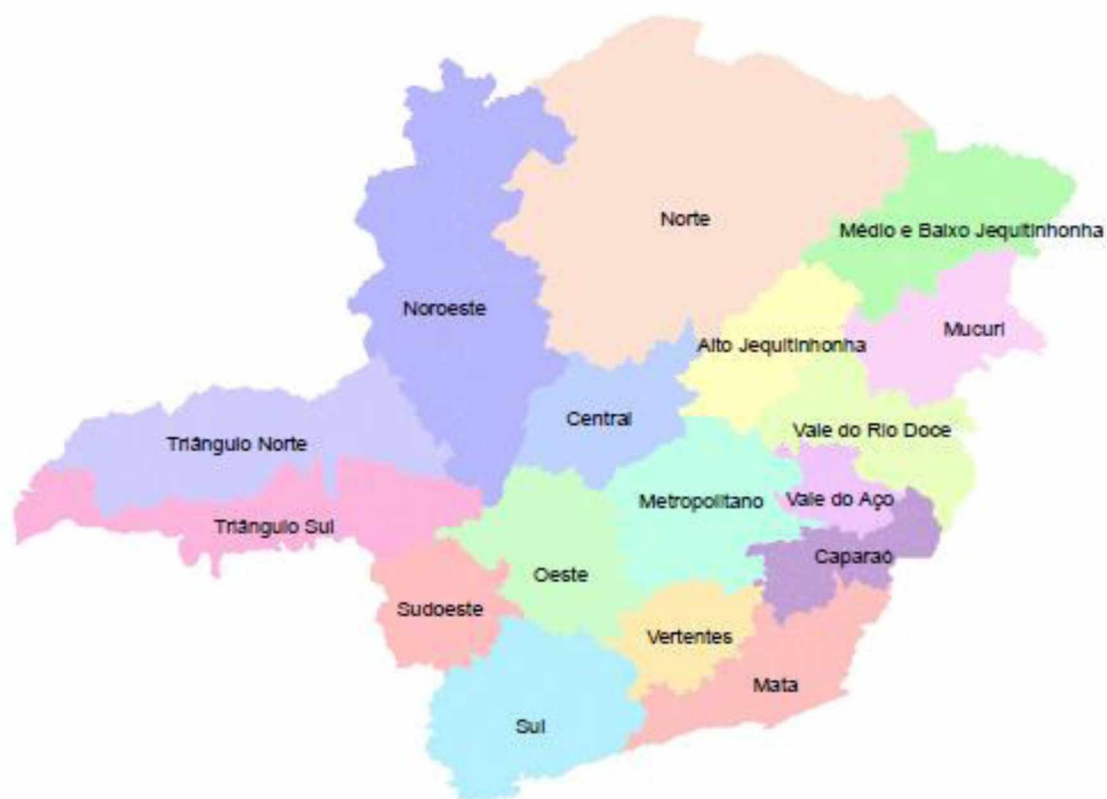 Norte
Médio e Baixo Jequitinhonha
Noroeste
Mucuri
Alto Jequitinhonha
Central
Vale do Rio Doce
Triângulo Norte
Metropolitano
Vale do Aço
Triângulo Sul
Caparaó
Oeste
Sudoeste
Vertentes
Mata
Sul